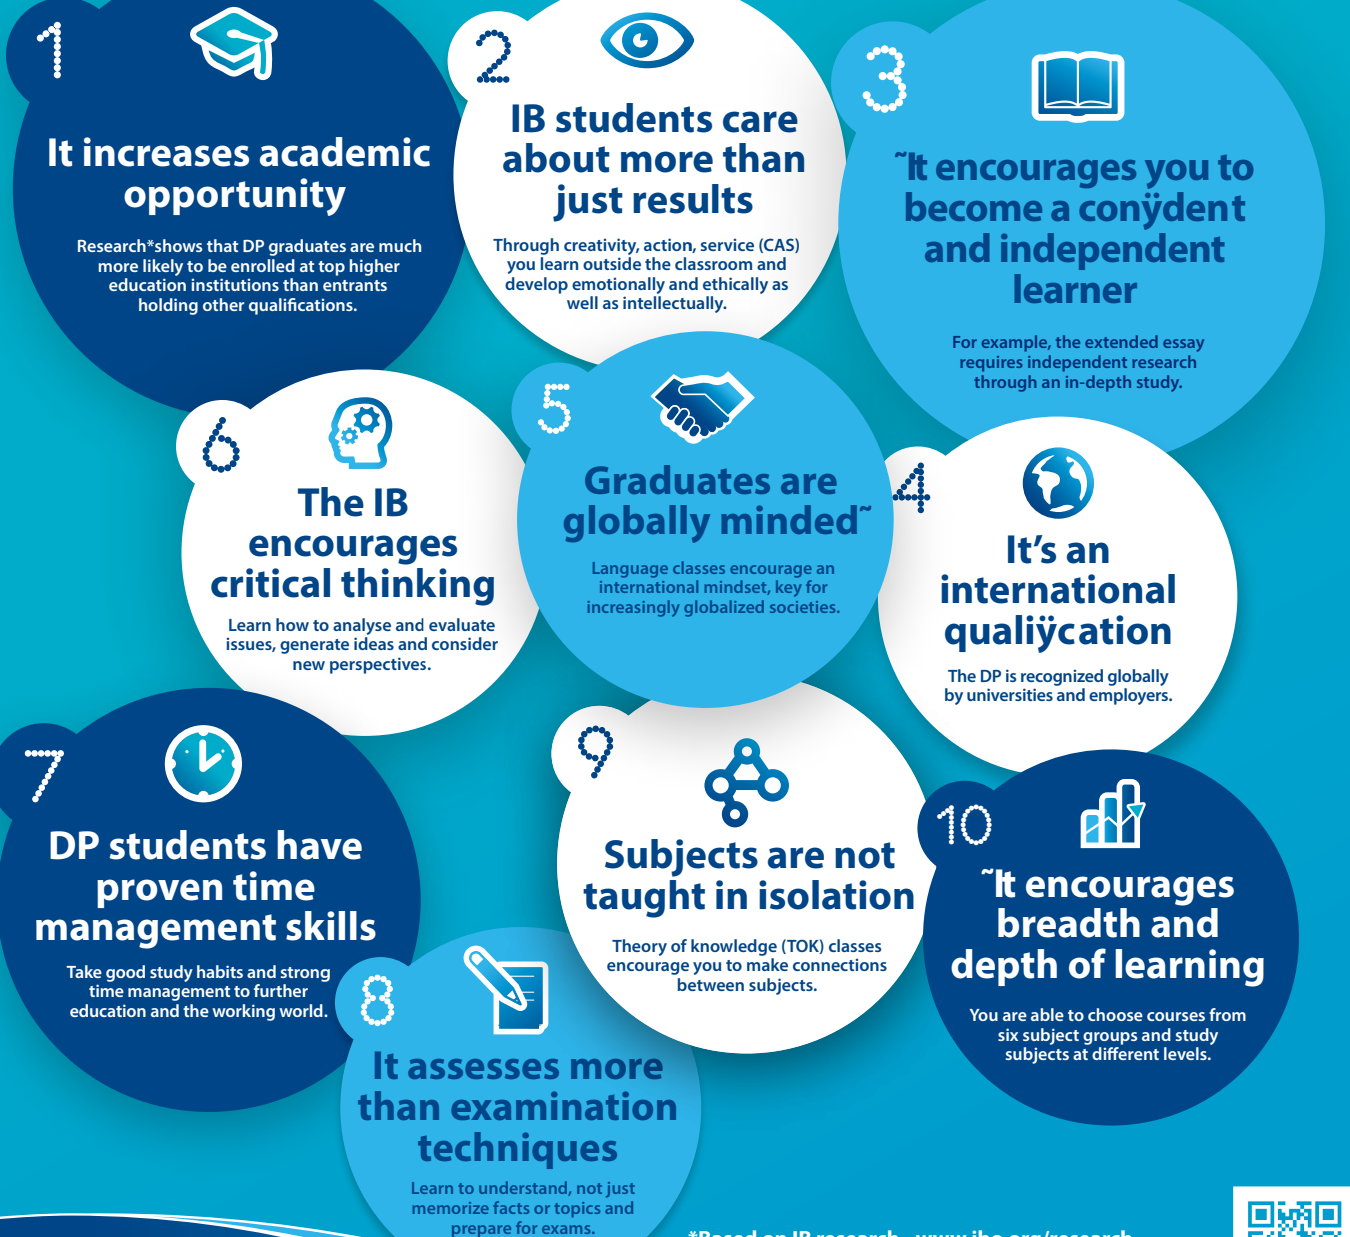 1
It increases academic
opportunity
Research*shows that DP graduates are much
more likely to be enrolled at top higher
education institutions than entrants
holding other qualifications.
2
IB students care
about more than
just results
Through creativity, action, service (CAS)
you learn outside the classroom and
develop emotionally and ethically as
well as intellectually.
3
˜It encourages you to
become a conÿdent
and independent
learner
For example, the extended essay
requires independent research
through an in-depth study.
4
It's an
international
qualiÿcation
The DP is recognized globally
by universities and employers.
5
Graduates are
globally minded˜
Language classes encourage an
international mindset, key for
increasingly globalized societies.
6
The IB
encourages
critical thinking
Learn how to analyse and evaluate
issues, generate ideas and consider
new perspectives.
7
DP students have
proven time
management skills
Take good study habits and strong
time management to further
education and the working world.
8
It assesses more
than examination
techniques
Learn to understand, not just
memorize facts or topics and
prepare for exams.
9
Subjects are not
taught in isolation
Theory of knowledge (TOK) classes
encourage you to make connections
between subjects.
10
˜It encourages
breadth and
depth of learning
You are able to choose courses from
six subject groups and study
subjects at different levels.
*Based on IB research - www.ibo.org/research